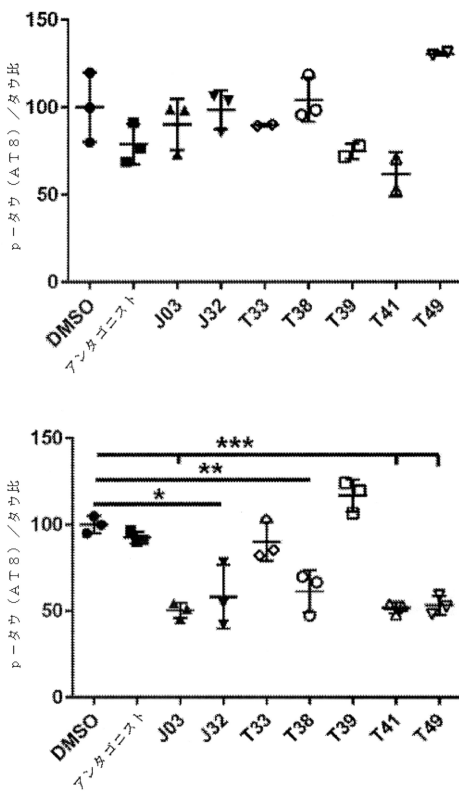 p－タウ（AT8）／タウ比
150
100
50
0
DMSO
アンタゴニスト
J03
J32
T33
T38
T39
T41
T49
p－タウ（AT8）／タウ比
150
100
50
0
***
**
*
DMSO
アンタゴニスト
J03
J32
T33
T38
T39
T41
T49